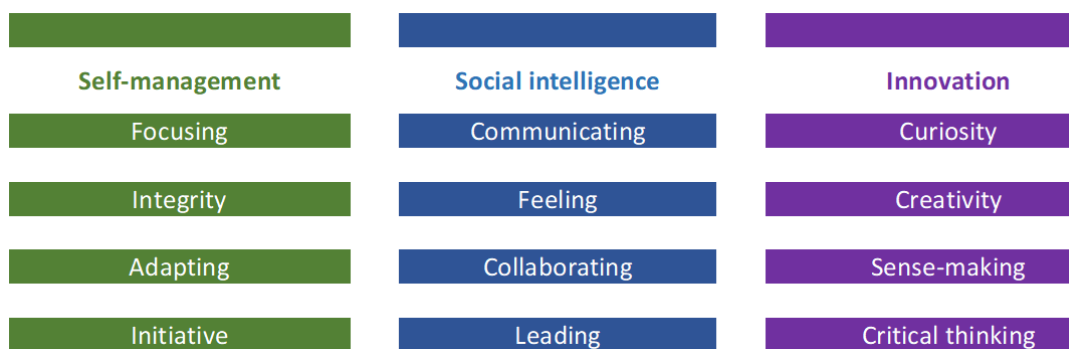 Self-management
Focusing
Integrity
Adapting
Initiative
Social intelligence
Communicating
Feeling
Collaborating
Leading
Innovation
Curiosity
Creativity
Sense-making
Critical thinking